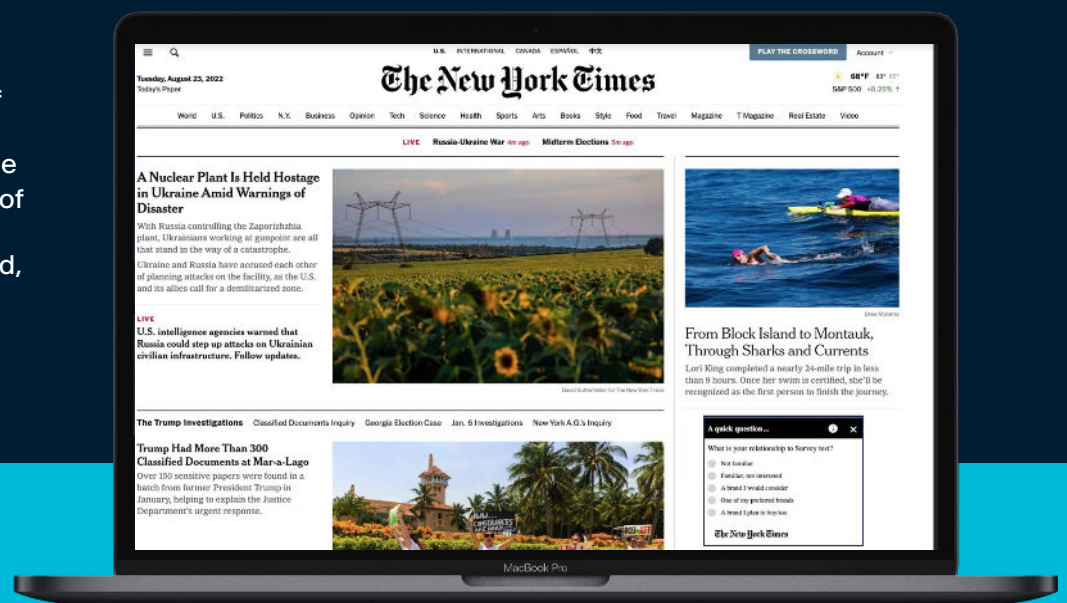 e
of
d,
U.S. INTERNATIONAL CANADA ESPAÑOL 中文
PLAY THE CROSSWORD Account
Tuesday, August 23, 2022
Today's Paper
The New York Times
68°F 83°
S&P 500 +0.25% ↑
World U.S. Politics N.Y. Business Opinion Tech Science Health Sports Arts Books Style Food Travel Magazine T Magazine Real Estate Video
LIVE Russia-Ukraine War 4m ago Midterm Elections 5m ago
A Nuclear Plant Is Held Hostage
in Ukraine Amid Warnings of
Disaster
With Russia controlling the Zaporizhzhia
plant, Ukrainians working at gunpoint are all
that stand in the way of a catastrophe.
Ukraine and Russia have accused each other
of planning attacks on the facility, as the U.S.
and its allies call for a demilitarized zone.
LIVE
U.S. intelligence agencies warned that
Russia could step up attacks on Ukrainian
civilian infrastructure. Follow updates.
for The New York Times
The Trump Investigations Classified Documents Inquiry Georgia Election Case Jan. 6 Investigations New York A.G.'s Inquiry
Trump Had More Than 300
Classified Documents at Mar-a-Lago
Over 150 sensitive papers were found in a
batch from former President Trump in
January, helping to explain the Justice
Department's urgent response.
CONSEQUENCES
From Block Island to Montauk,
Through Sharks and Currents
Lori King completed a nearly 24-mile trip in less
than 9 hours. Once her swim is certified, she'll be
recognized as the first person to finish the journey.
A quick question...
What is your relationship to Survey test?
Not familiar
Familiar, not interested
A brand I would consider
One of my preferred brands
A brand I plan to buy/use
The New York Times
MacBook Pro